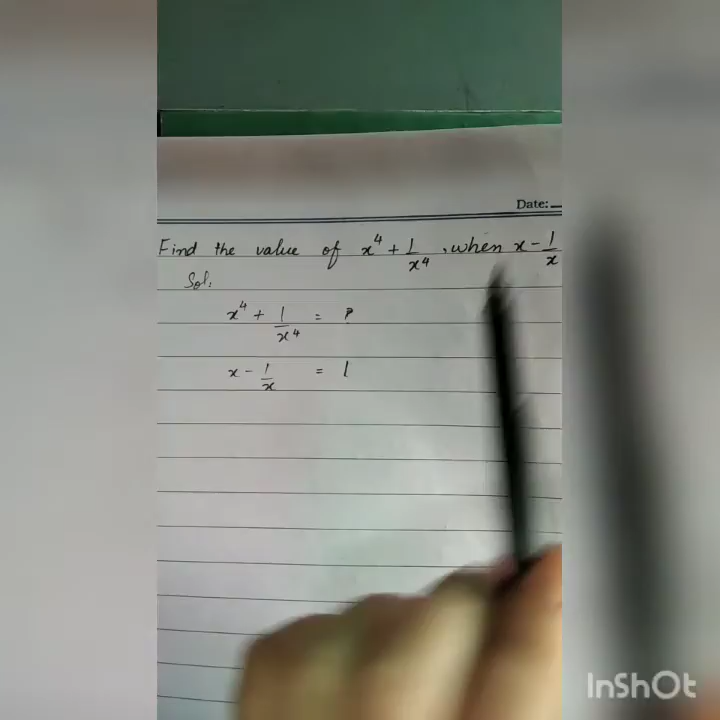 Date:
Find the value of x⁴ + 1/x⁴, when x - 1/x
Sol:
x⁴ + 1/x⁴ = ?
x - 1/x = 1
InShOt